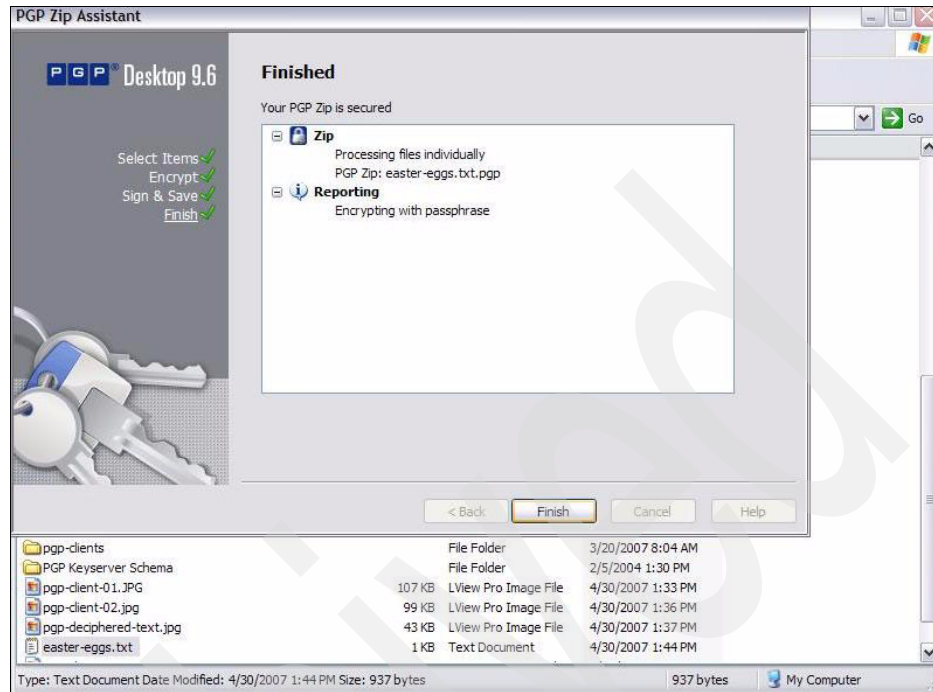 PGP Zip Assistant
PGP® Desktop 9.6
Select Items
Encrypt
Sign & Save
Finish
Finished
Your PGP Zip is secured
Zip
Processing files individually
PGP Zip: easter-eggs.txt.pgp
Reporting
Encrypting with passphrase
< Back
Finish
Cancel
Help
Go
pgp-clients File Folder 3/20/2007 8:04 AM
PGP Keyserver Schema File Folder 2/5/2004 1:30 PM
pgp-client-01.JPG 107 KB LView Pro Image File 4/30/2007 1:33 PM
pgp-client-02.jpg 99 KB LView Pro Image File 4/30/2007 1:36 PM
pgp-deciphered-text.jpg 43 KB LView Pro Image File 4/30/2007 1:37 PM
easter-eggs.txt 1 KB Text Document 4/30/2007 1:44 PM
Type: Text Document Date Modified: 4/30/2007 1:44 PM Size: 937 bytes 937 bytes My Computer